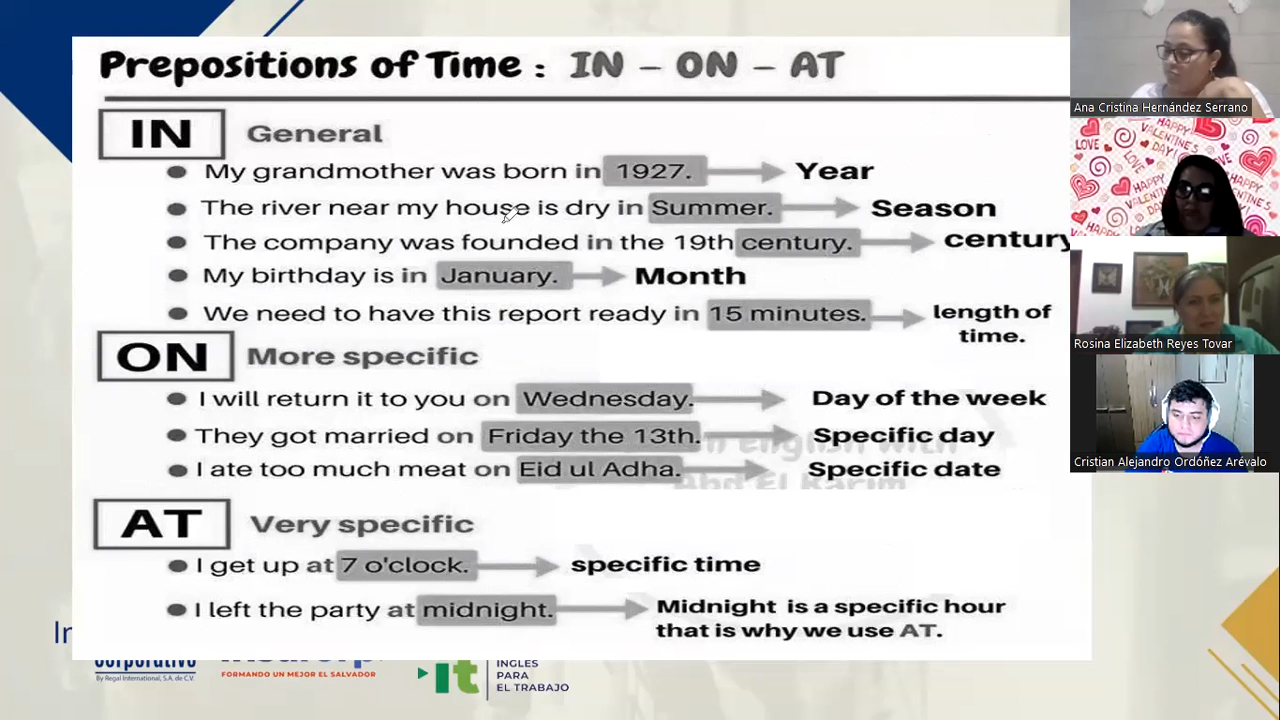 Prepositions of Time : IN - ON - AT
IN General
My grandmother was born in 1927. Year
The river near my house is dry in Summer. Season
The company was founded in the 19th century. century
My birthday is in January. Month
We need to have this report ready in 15 minutes. length of time.
ON More specific
I will return it to you on Wednesday. Day of the week
They got married on Friday the 13th. Specific day
I ate too much meat on Eid ul Adha. Specific date
AT Very specific
I get up at 7 o'clock. specific time
I left the party at midnight. Midnight is a specific hour
that is why we use AT.
By Regal International, S.A. de C.V.
FORMANDO UN MEJOR EL SALVADOR
it
INGLES
PARA
EL TRABAJO
Ana Cristina Hernández Serrano
HAPPY VALENTINE'S DAY!
LOVE
Rosina Elizabeth Reyes Tovar
Cristian Alejandro Ordóñez Arévalo